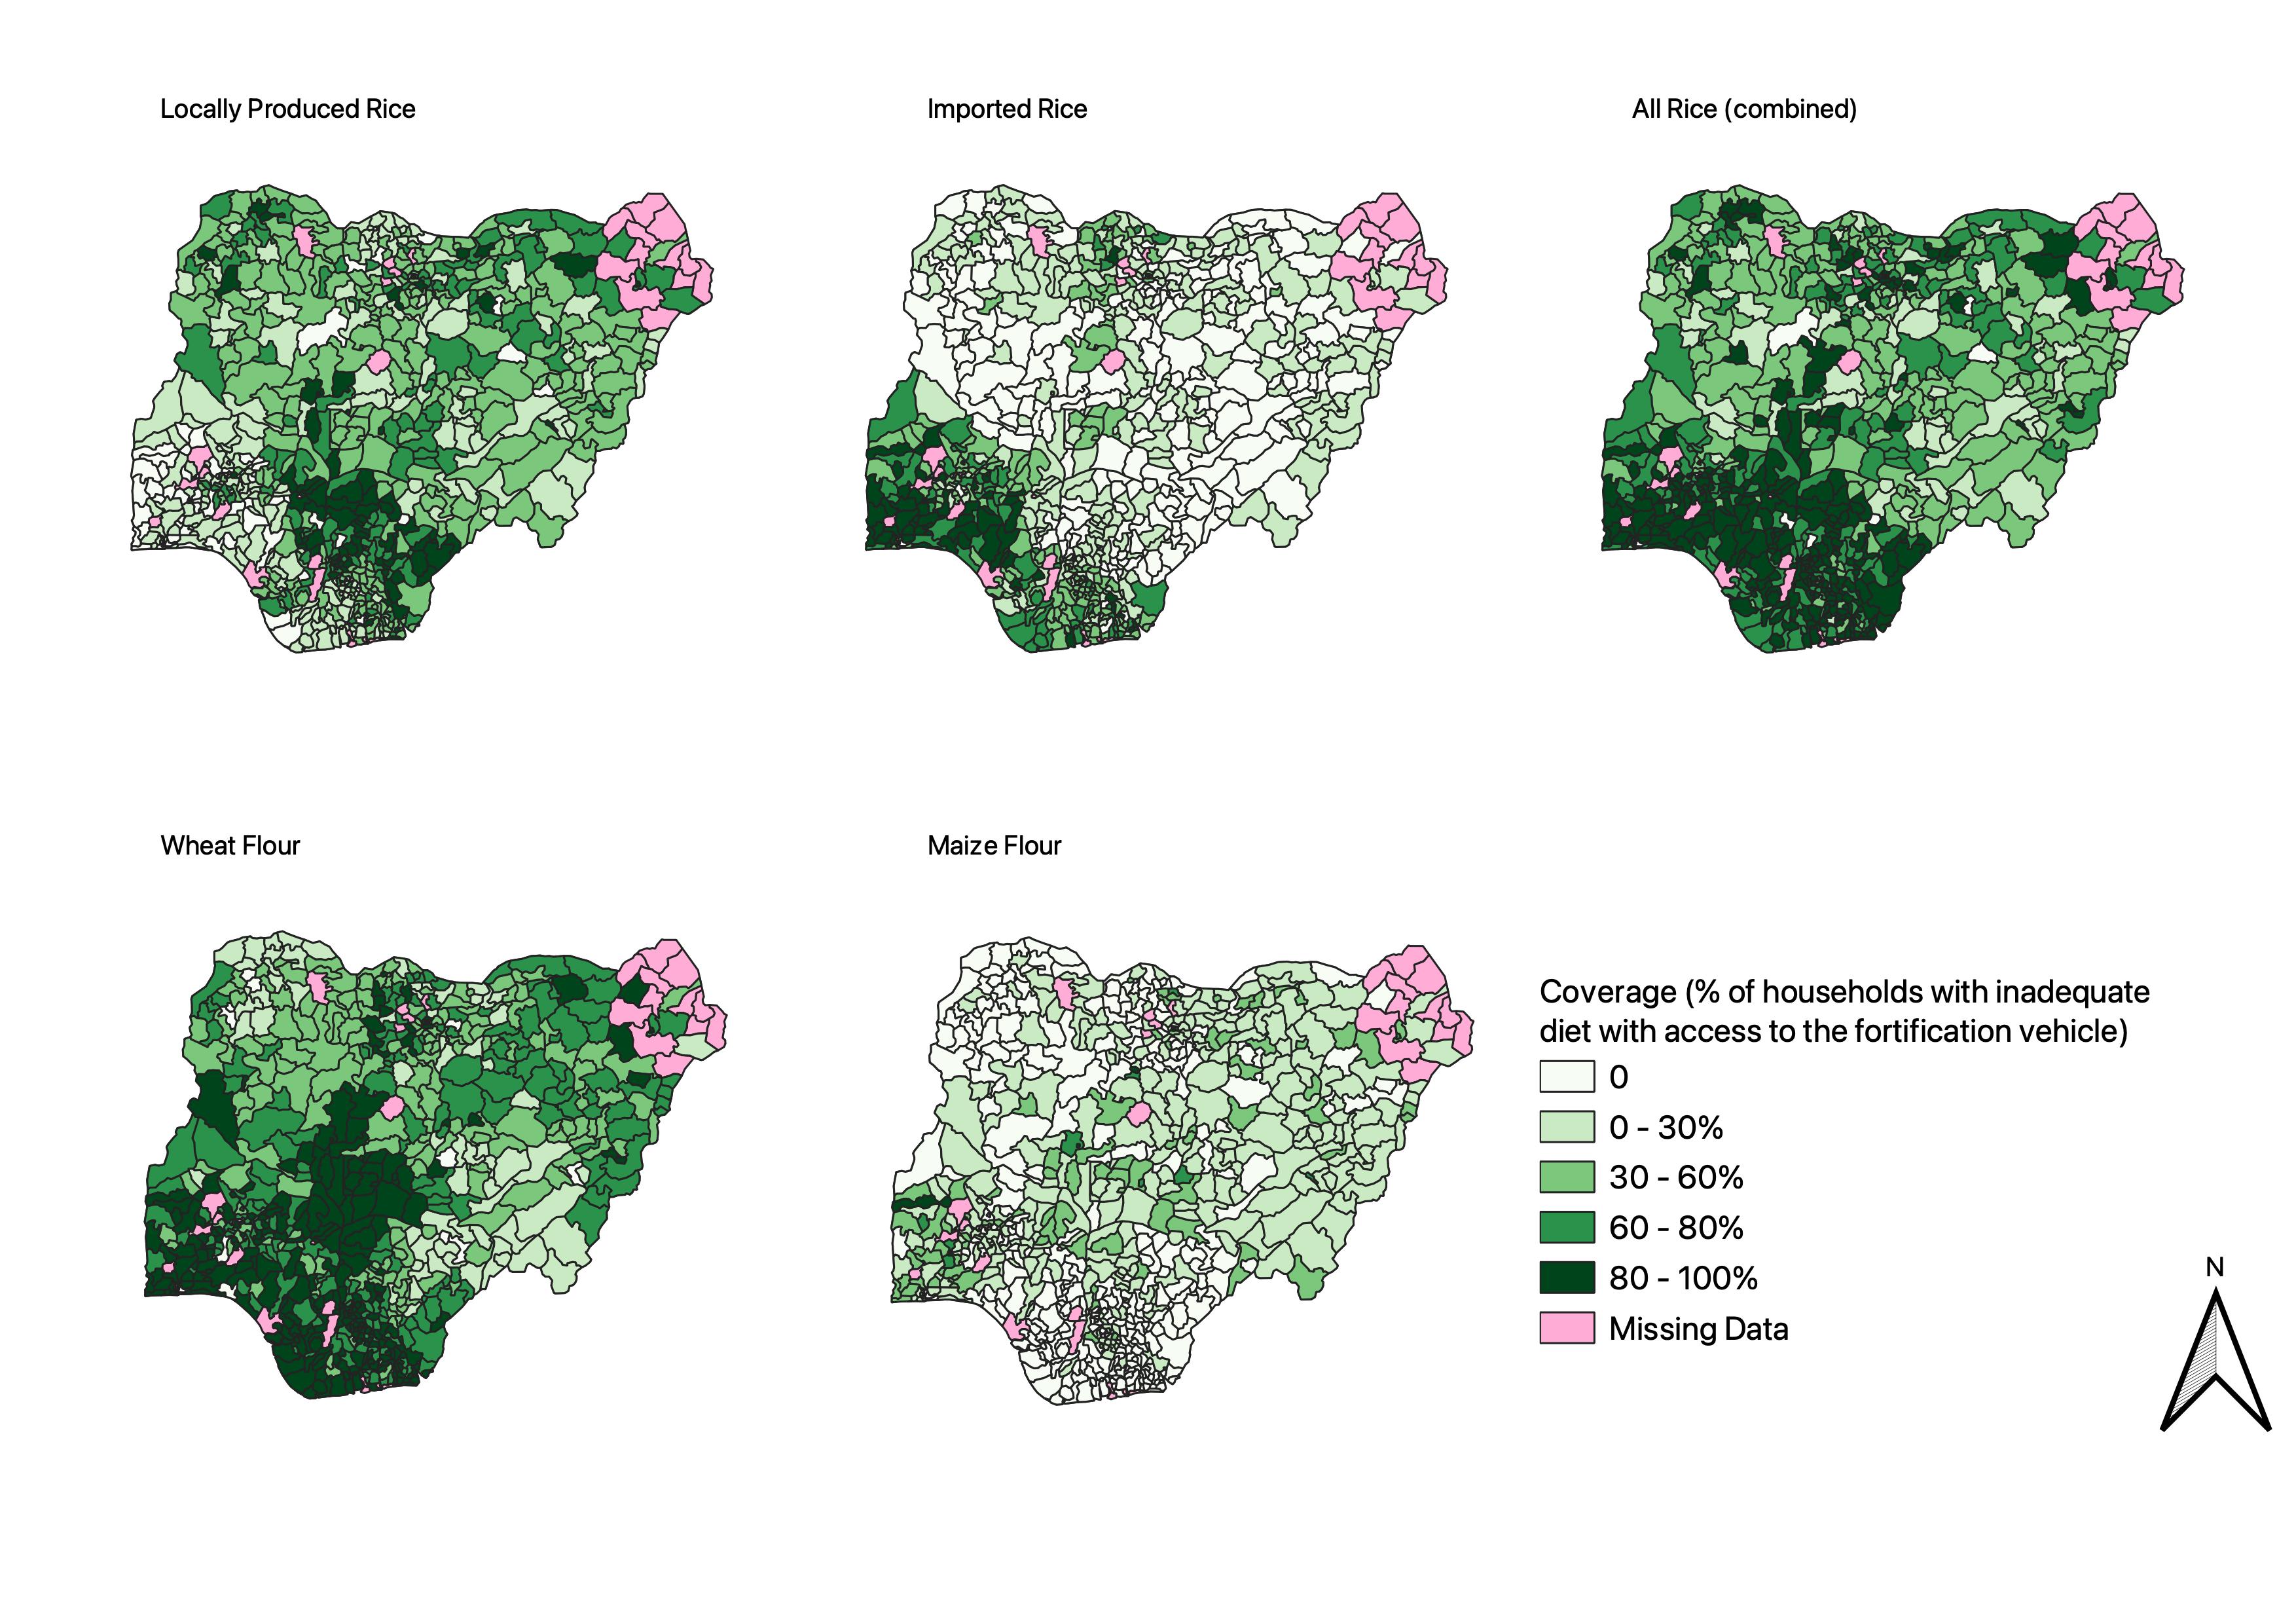 Locally Produced Rice
Imported Rice
All Rice (combined)
Wheat Flour
Maize Flour
Coverage (% of households with inadequate
diet with access to the fortification vehicle)
0
0 - 30%
30 - 60%
60 - 80%
80 - 100%
Missing Data
N